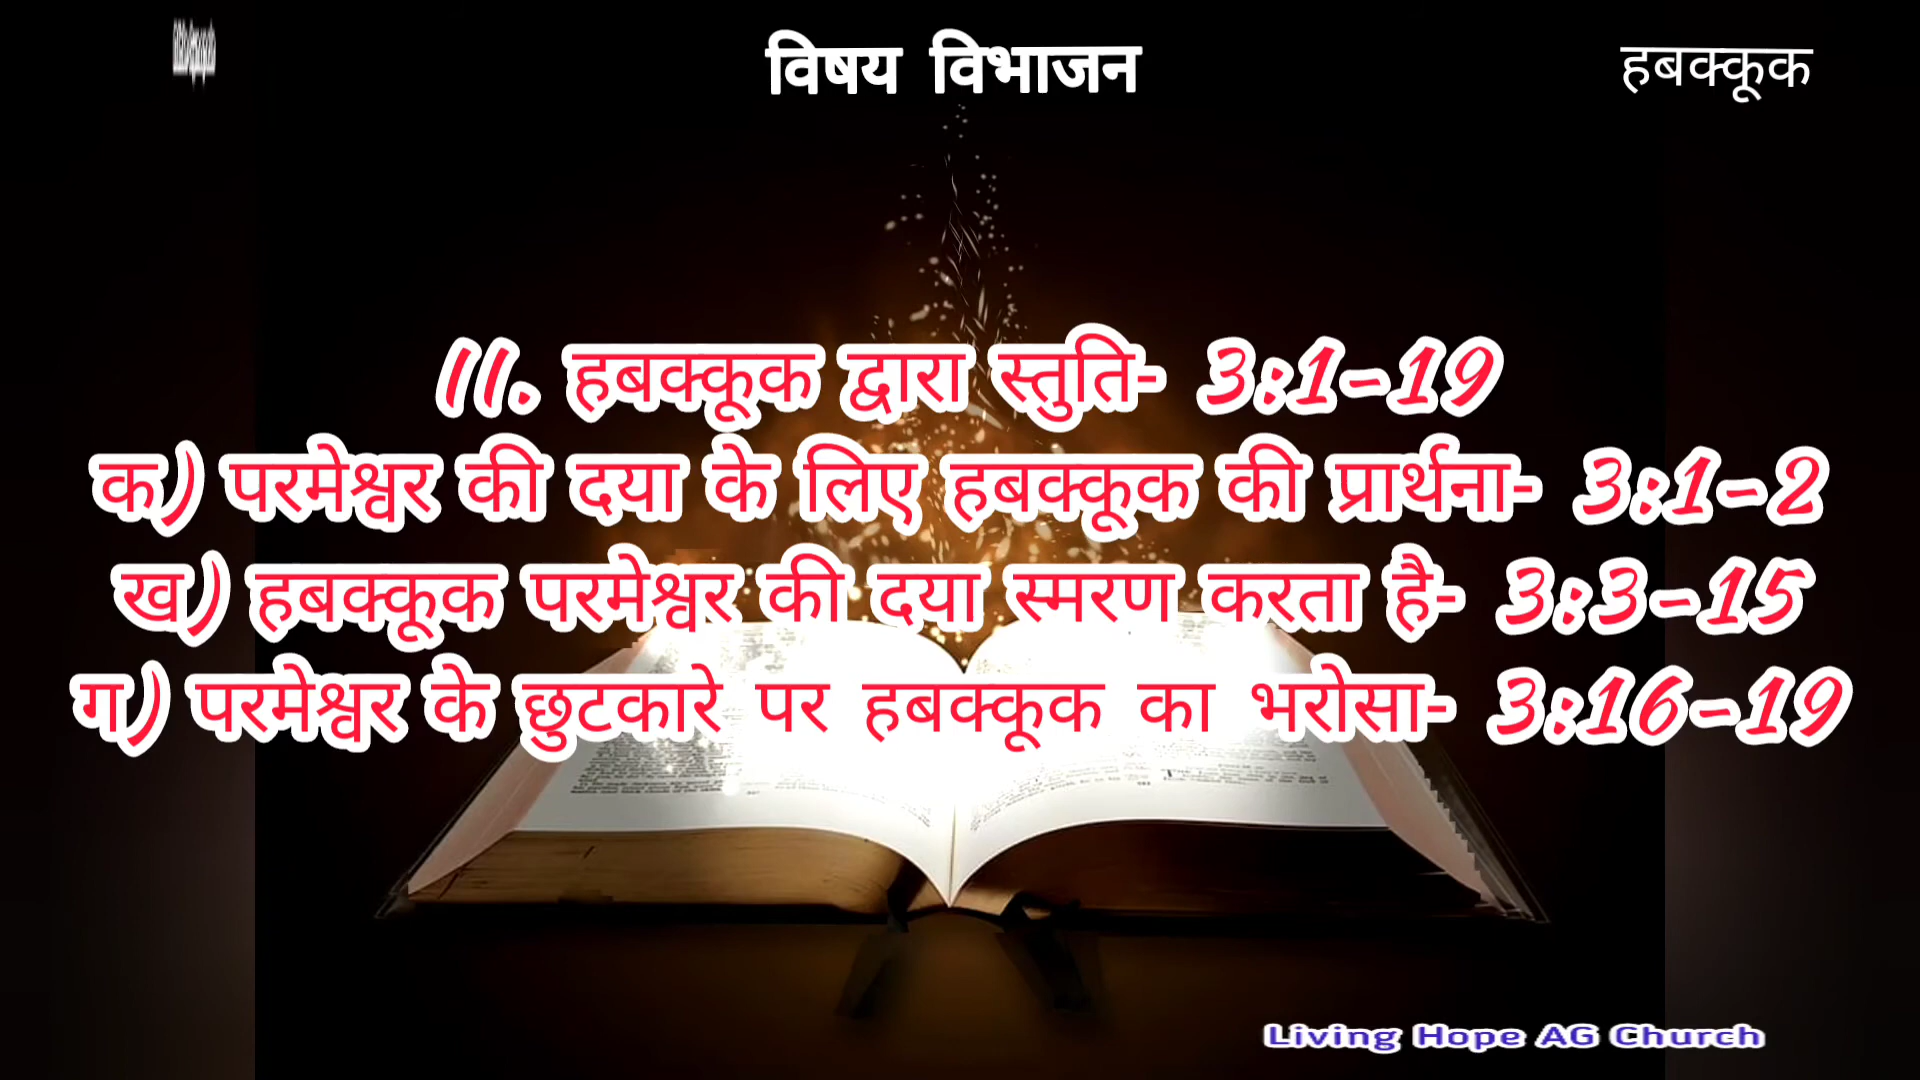 विषय विभाजन
हबक्कूक
II. हबक्कूक द्वारा स्तुति- 3:1-19
क) परमेश्वर की दया के लिए हबक्कूक की प्रार्थना- 3:1-2
ख) हबक्कूक परमेश्वर की दया स्मरण करता है- 3:3-15
ग) परमेश्वर के छुटकारे पर हबक्कूक का भरोसा- 3:16-19
Living Hope AG Church